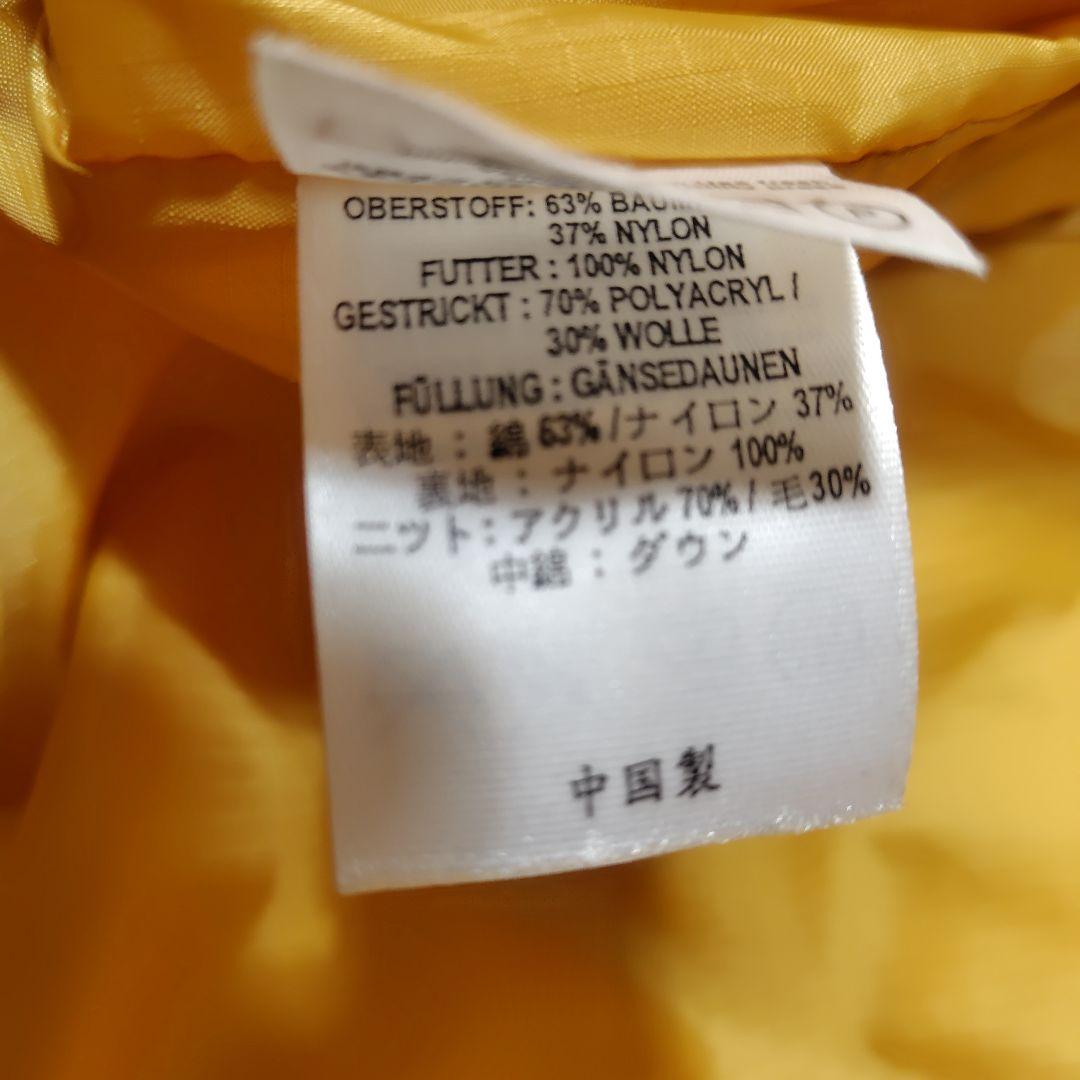 OBERSTOFF: 63%
37% NYLON
FUTTER : 100% NYLON
GESTRICKT : 70% POLYACRYL /
30% WOLLE
FÜLLUNG : GÄNSEDAUNEN
表地 : 綿 63% / ナイロン 37%
裏地 : ナイロン 100%
ニット : アクリル 70% / 毛 30%
中綿 : ダウン
中国製